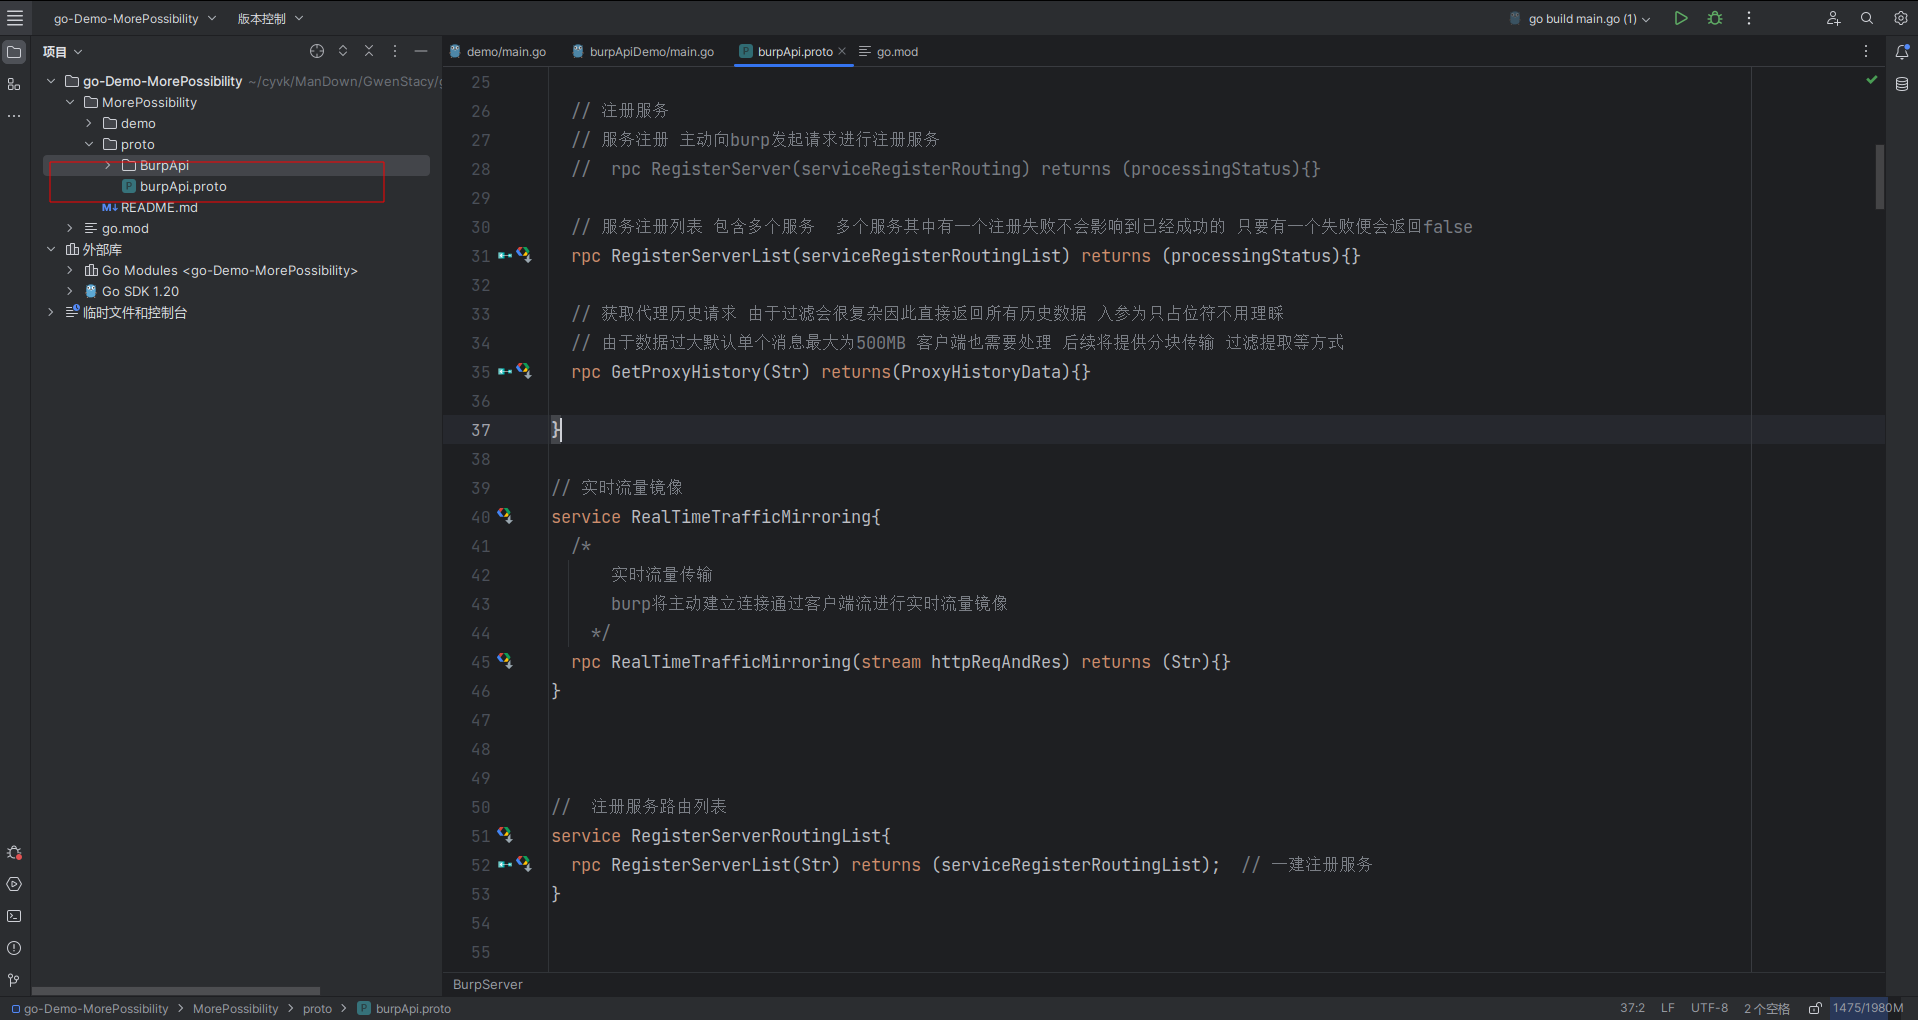 go-Demo-MorePossibility 版本控制 go build main.go (1)
项目
demo/main.go burpApiDemo/main.go burpApi.proto go.mod
go-Demo-MorePossibility ~/cyvk/ManDown/GwenStacy/g
MorePossibility
demo
proto
BurpApi
burpApi.proto
README.md
go.mod
外部库
Go Modules <go-Demo-MorePossibility>
Go SDK 1.20
临时文件和控制台
25
26 // 注册服务
27 // 服务注册 主动向burp发起请求进行注册服务
28 //  rpc RegisterServer(serviceRegisterRouting) returns (processingStatus){}
29
30 // 服务注册列表 包含多个服务  多个服务其中有一个注册失败不会影响到已经成功的 只要有一个失败便会返回false
31 rpc RegisterServerList(serviceRegisterRoutingList) returns (processingStatus){}
32
33 // 获取代理历史请求 由于过滤会很复杂因此直接返回所有历史数据 入参为只占位符不用理睬
34 // 由于数据过大默认单个消息最大为500MB 客户端也需要处理 后续将提供分块传输 过滤提取等方式
35 rpc GetProxyHistory(Str) returns(ProxyHistoryData){}
36
37 }
38
39 // 实时流量镜像
40 service RealTimeTrafficMirroring{
41 /*
42 实时流量传输
43 burp将主动建立连接通过客户端流进行实时流量镜像
44 */
45 rpc RealTimeTrafficMirroring(stream httpReqAndRes) returns (Str){}
46 }
47
48
49
50 //  注册服务路由列表
51 service RegisterServerRoutingList{
52 rpc RegisterServerList(Str) returns (serviceRegisterRoutingList);  // 一建注册服务
53 }
54
55
BurpServer
go-Demo-MorePossibility > MorePossibility > proto > burpApi.proto 37:2 LF UTF-8 2 个空格 1475/1980M